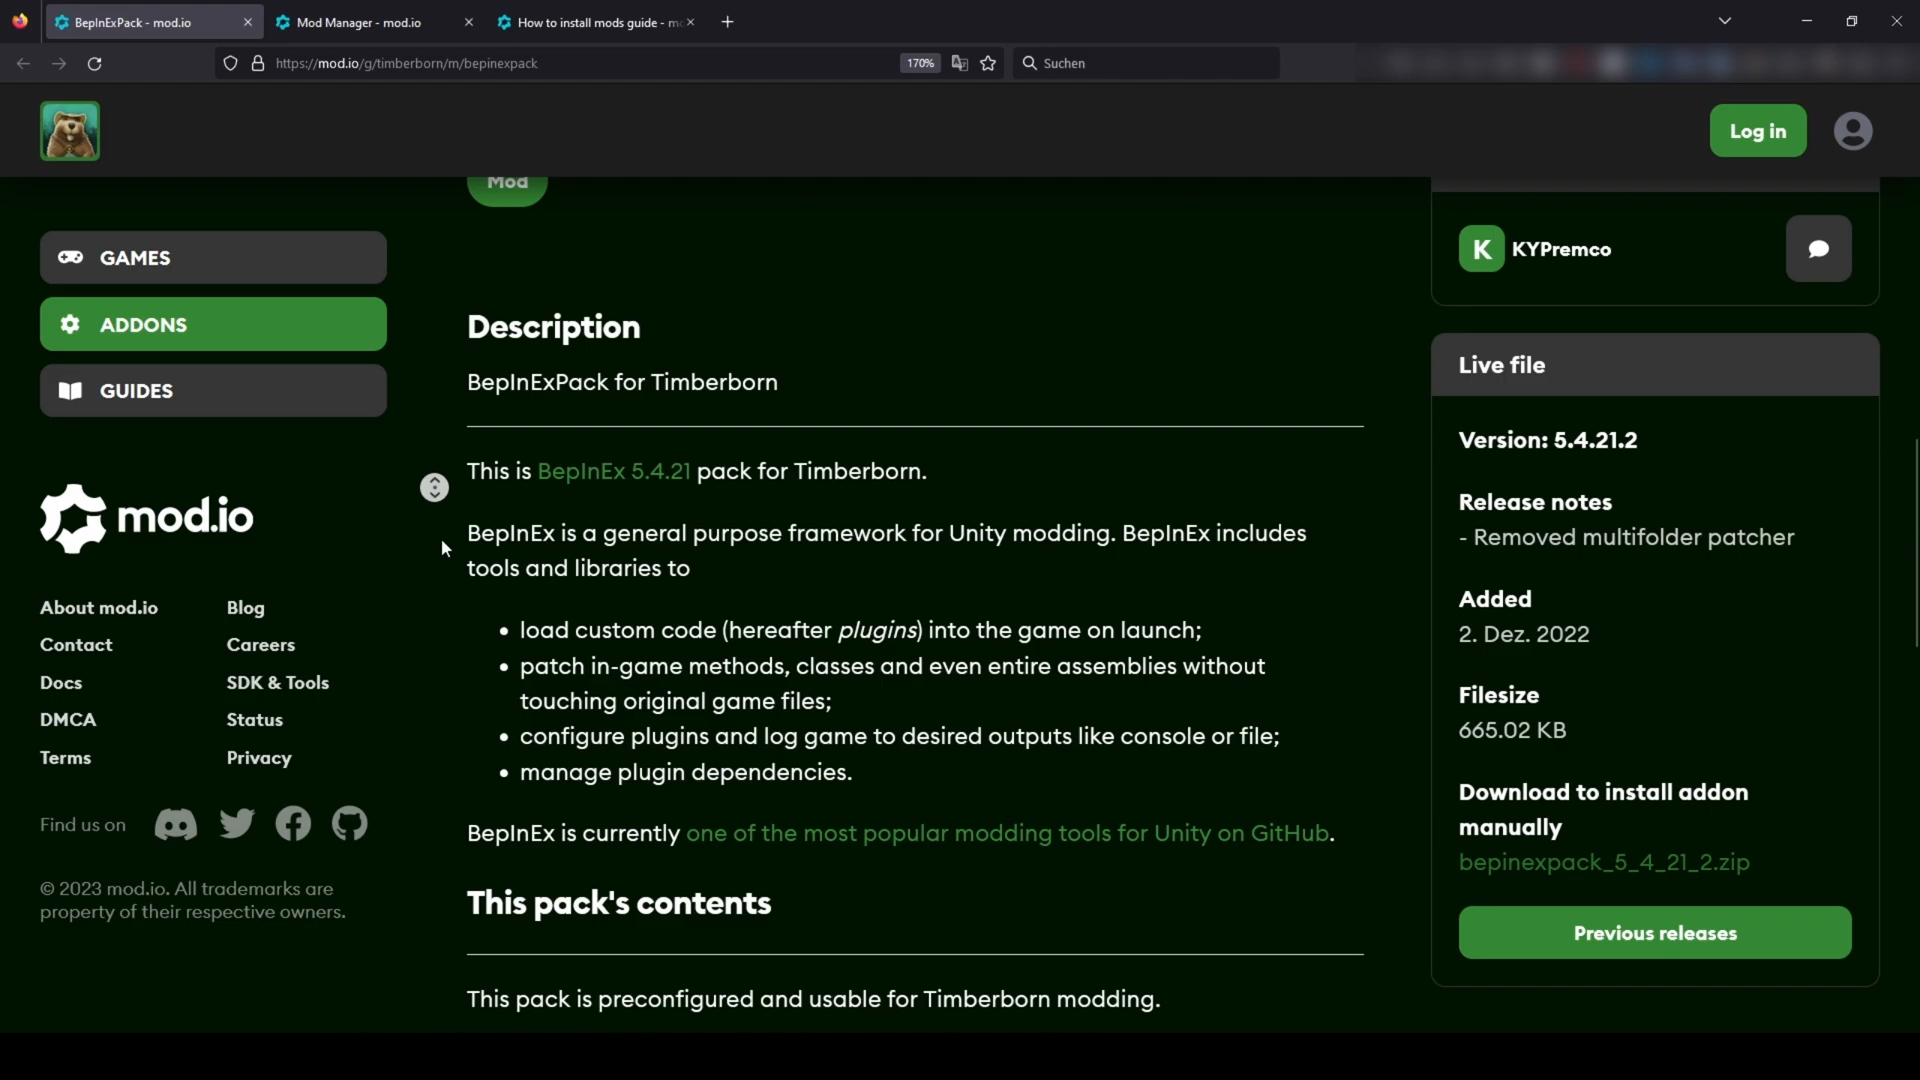 BepInExPack - mod.io
Mod Manager - mod.io
How to install mods guide - mo
https://mod.io/g/timberborn/m/bepinexpack
170%
Suchen
Log in
Mod
GAMES
ADDONS
GUIDES
mod.io
About mod.io
Blog
Contact
Careers
Docs
SDK & Tools
DMCA
Status
Terms
Privacy
Find us on
© 2023 mod.io. All trademarks are
property of their respective owners.
Description
BepInExPack for Timberborn
This is BepInEx 5.4.21 pack for Timberborn.
BepInEx is a general purpose framework for Unity modding. BepInEx includes
tools and libraries to
• load custom code (hereafter plugins) into the game on launch;
• patch in-game methods, classes and even entire assemblies without
touching original game files;
• configure plugins and log game to desired outputs like console or file;
• manage plugin dependencies.
BepInEx is currently one of the most popular modding tools for Unity on GitHub.
This pack's contents
This pack is preconfigured and usable for Timberborn modding.
K KYPremco
Live file
Version: 5.4.21.2
Release notes
- Removed multifolder patcher
Added
2. Dez. 2022
Filesize
665.02 KB
Download to install addon
manually
bepinexpack_5_4_21_2.zip
Previous releases